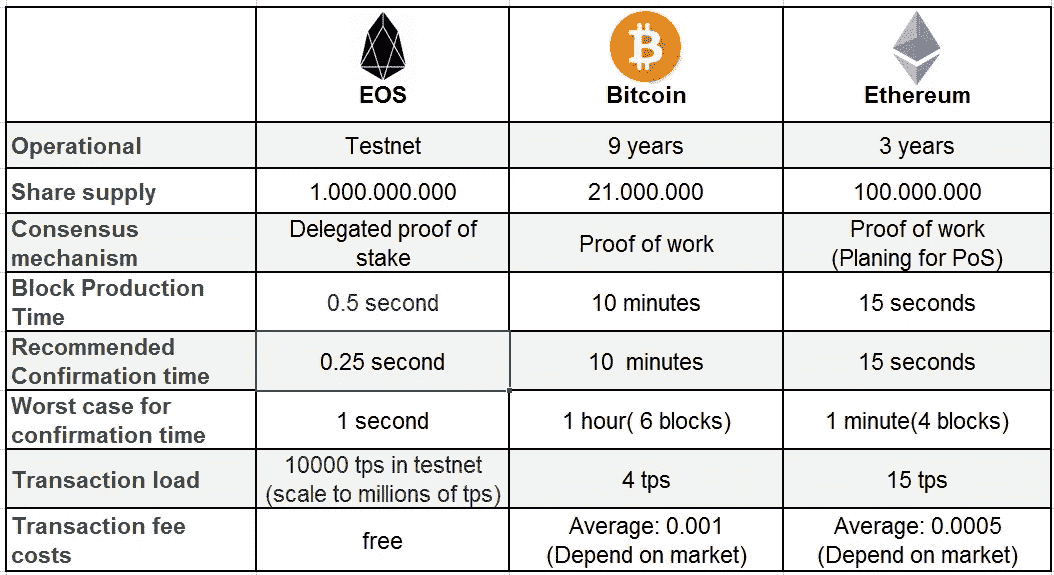 EOS Bitcoin Ethereum
Operational Testnet 9 years 3 years
Share supply 1.000.000.000 21.000.000 100.000.000
Consensus
mechanism
Delegated proof of
stake
Proof of work
Proof of work
(Planing for PoS)
Block Production
Time
0.5 second
10 minutes
15 seconds
Recommended
Confirmation time
0.25 second
10 minutes
15 seconds
Worst case for
confirmation time
1 second
1 hour( 6 blocks)
1 minute(4 blocks)
Transaction load
10000 tps in testnet
(scale to millions of tps)
4 tps
15 tps
Transaction fee
costs
free
Average: 0.001
(Depend on market)
Average: 0.0005
(Depend on market)